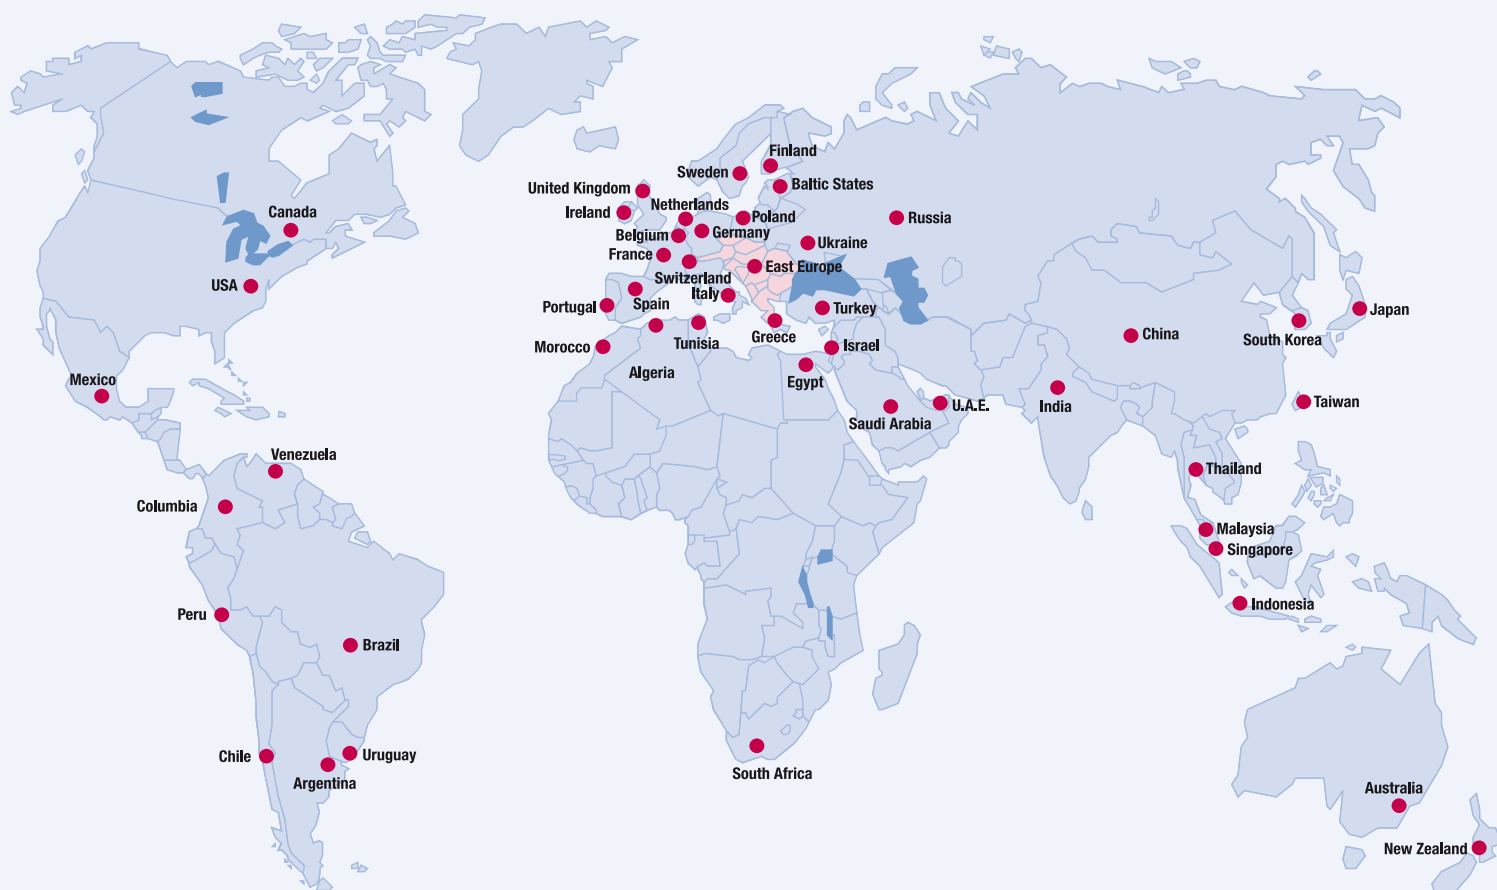 Finland
Sweden
Baltic States
United Kingdom
Netherlands
Canada
Ireland
Poland
Russia
Belgium
Germany
Ukraine
France
East Europe
Switzerland
USA
Italy
Spain
Portugal
Turkey
Japan
Greece
China
South Korea
Morocco
Tunisia
Israel
Algeria
Mexico
Egypt
India
Taiwan
U.A.E.
Saudi Arabia
Venezuela
Thailand
Columbia
Malaysia
Singapore
Indonesia
Peru
Brazil
Chile
Uruguay
South Africa
Argentina
Australia
New Zealand